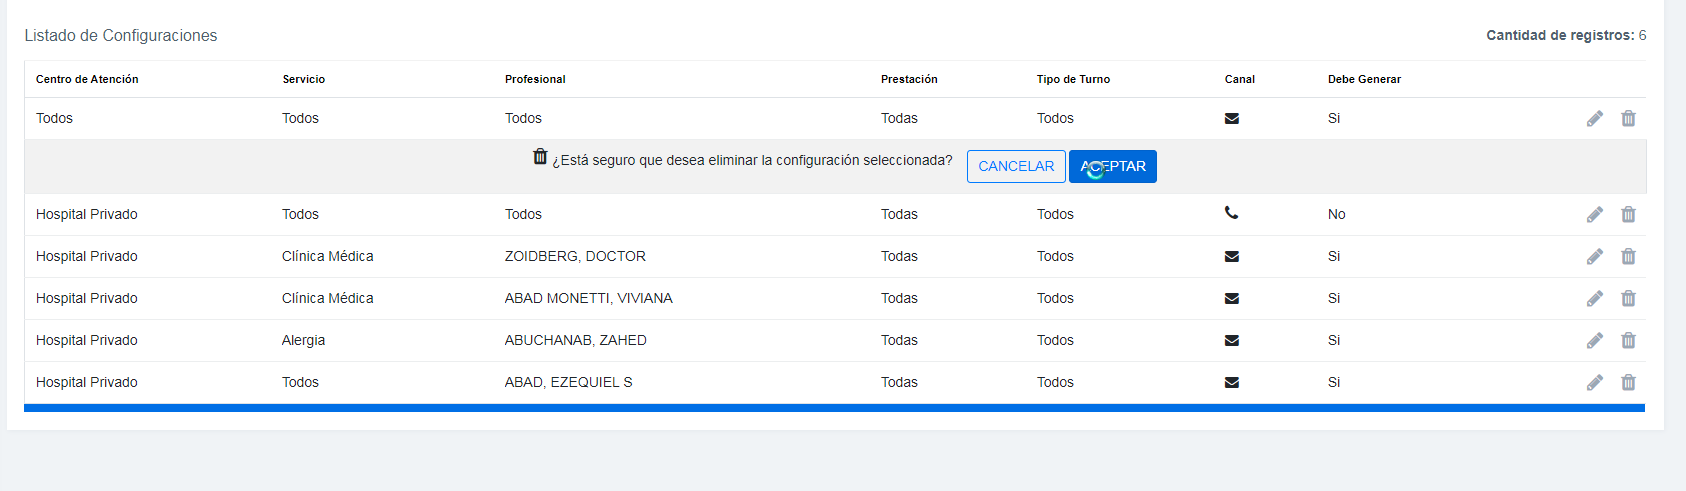 Listado de Configuraciones Cantidad de registros: 6
Centro de Atención Servicio Profesional Prestación Tipo de Turno Canal Debe Generar
Todos Todos Todos Todas Todos Si
¿Está seguro que desea eliminar la configuración seleccionada? CANCELAR ACEPTAR
Hospital Privado Todos Todos Todas Todos No
Hospital Privado Clínica Médica ZOIDBERG, DOCTOR Todas Todos Si
Hospital Privado Clínica Médica ABAD MONETTI, VIVIANA Todas Todos Si
Hospital Privado Alergia ABUCHANAB, ZAHED Todas Todos Si
Hospital Privado Todos ABAD, EZEQUIEL S Todas Todos Si